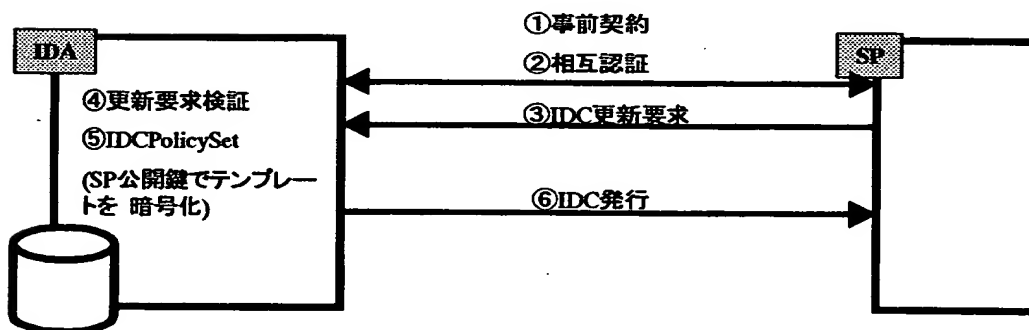 ①事前契約
IDA
SP
②相互認証
④更新要求検証
③IDC更新要求
⑤IDCPolicySet
(SP公開鍵でテンプレー
トを 暗号化)
⑥IDC発行